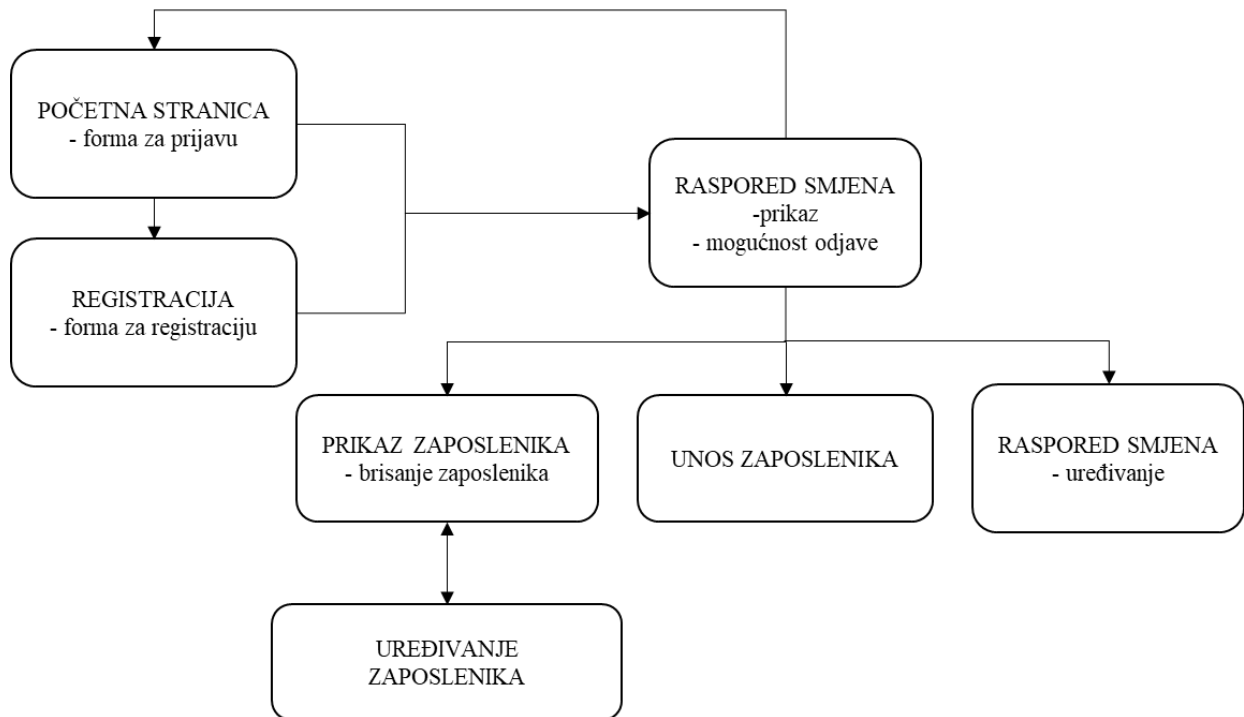 POČETNA STRANICA
- forma za prijavu
RASPORED SMJENA
-prikaz
- mogućnost odjave
REGISTRACIJA
- forma za registraciju
PRIKAZ ZAPOSLENIKA
- brisanje zaposlenika
UNOS ZAPOSLENIKA
RASPORED SMJENA
- uređivanje
UREĐIVANJE
ZAPOSLENIKA